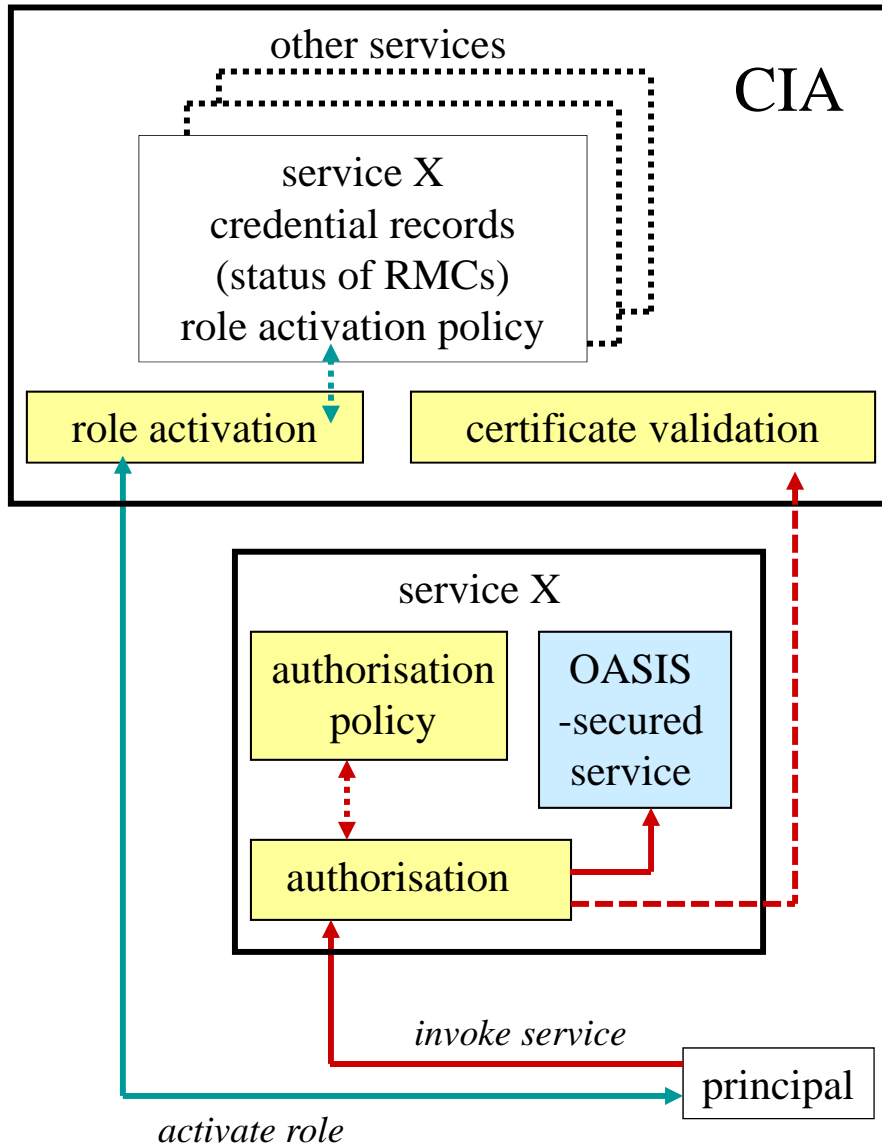 other services
CIA
service X
credential records
(status of RMCs)
role activation policy
role activation
certificate validation
service X
authorisation
policy
OASIS
-secured
service
authorisation
invoke service
principal
activate role